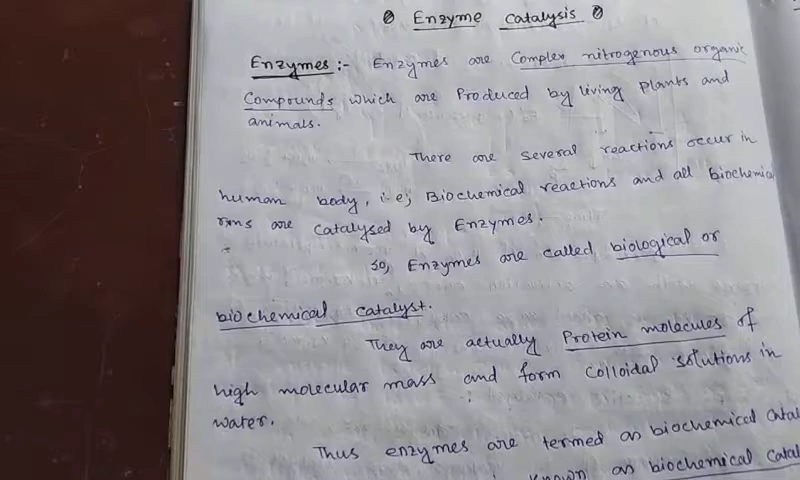 Enzyme Catalysis
Enzymes :- Enzymes are Complex nitrogenous organic
Compounds which are Produced by living plants and
animals.
There are several reactions occur in
human body, i.e; Biochemical reactions and all biochemical
rxns are catalysed by Enzymes.
so, Enzymes are called biological or
biochemical catalyst.
They are actually Protein molecules of
high molecular mass and form Colloidal solutions in
water.
Thus enzymes are termed as biochemical Catal
known as biochemical Catal